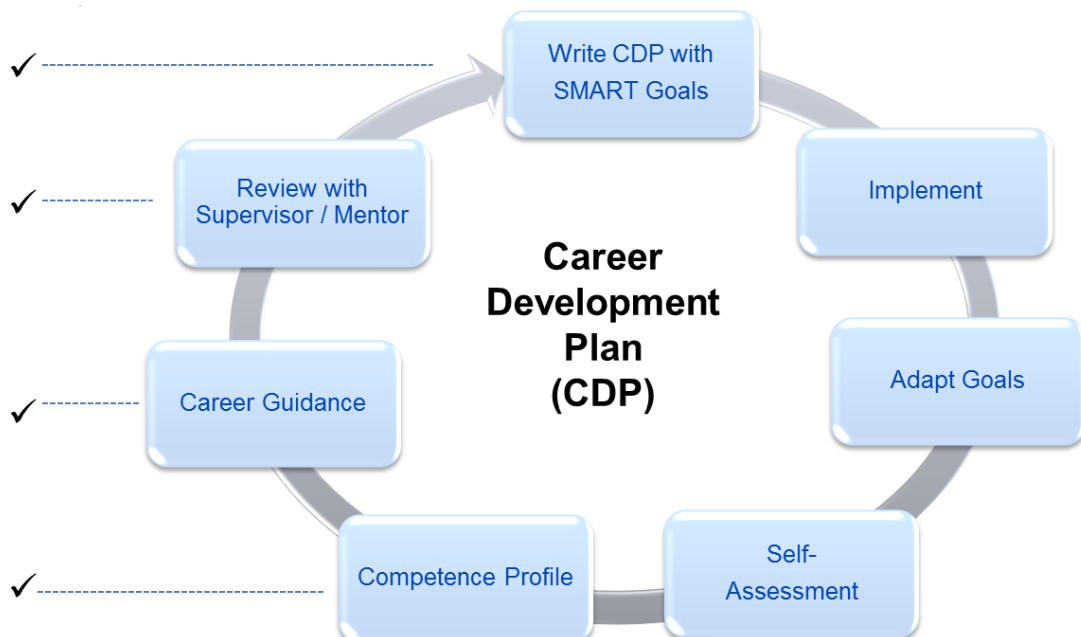 Write CDP with
SMART Goals
Implement
Review with
Supervisor / Mentor
Career
Development
Plan
(CDP)
Adapt Goals
Career Guidance
Self-
Assessment
Competence Profile